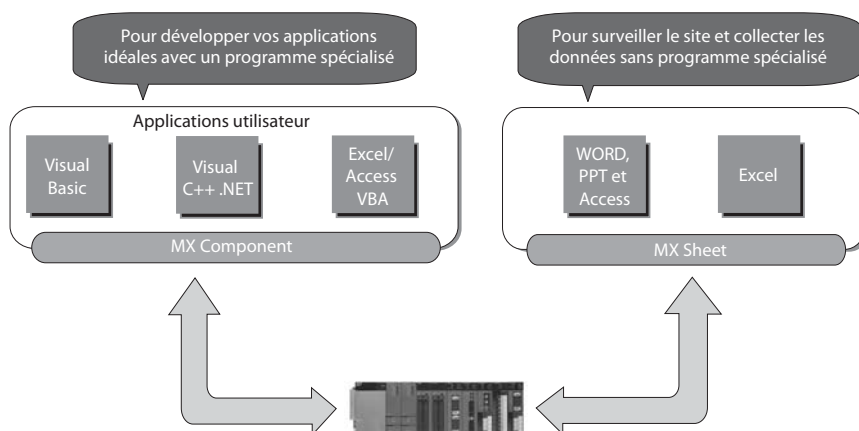 Pour développer vos applications
idéales avec un programme spécialisé
Pour surveiller le site et collecter les
données sans programme spécialisé
Applications utilisateur
Visual
Basic
Visual
C++ .NET
Excel/
Access
VBA
MX Component
WORD,
PPT et
Access
Excel
MX Sheet